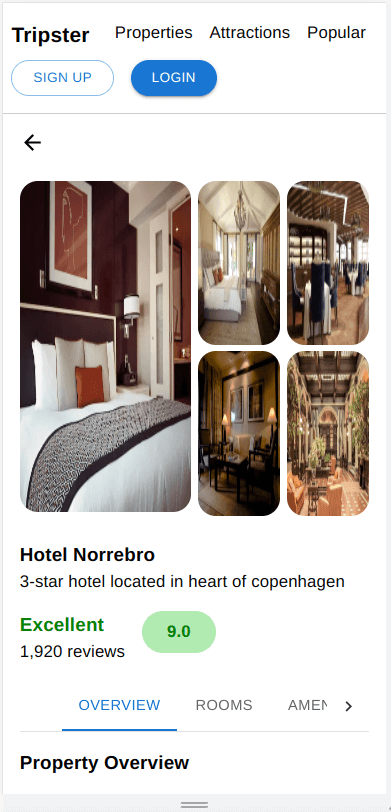 Tripster Properties Attractions Popular
SIGN UP LOGIN
Hotel Norrebro
3-star hotel located in heart of copenhagen
Excellent 9.0
1,920 reviews
OVERVIEW ROOMS AMEN
Property Overview